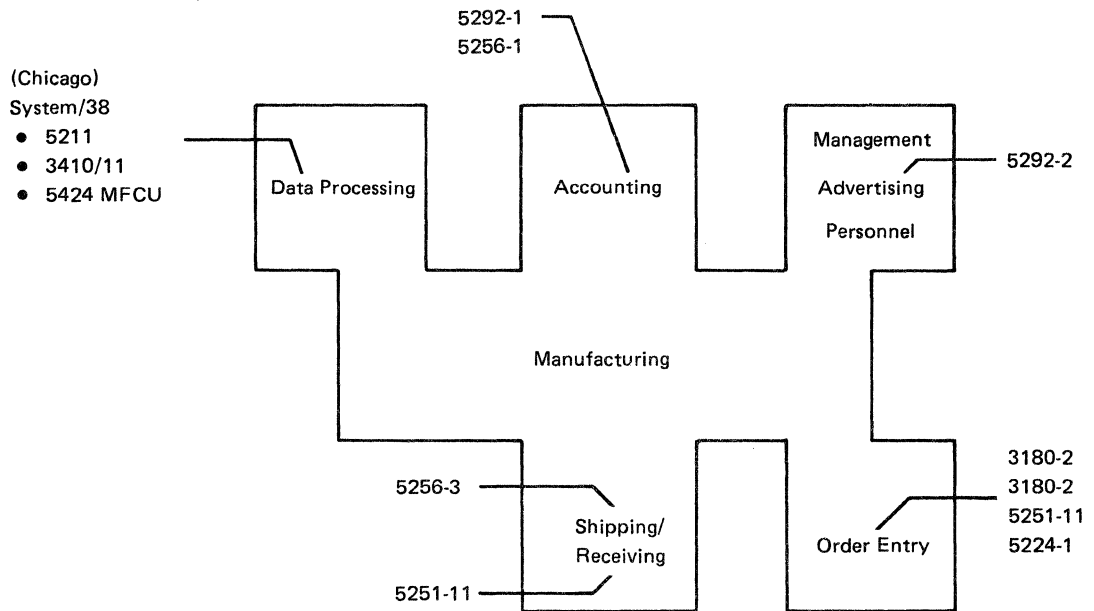 5292-1
5256-1
(Chicago)
System/38
• 5211
• 3410/11
• 5424 MFCU
Data Processing
Accounting
Management
Advertising
Personnel
5292-2
Manufacturing
5256-3
Shipping/
Receiving
5251-11
Order Entry
3180-2
3180-2
5251-11
5224-1